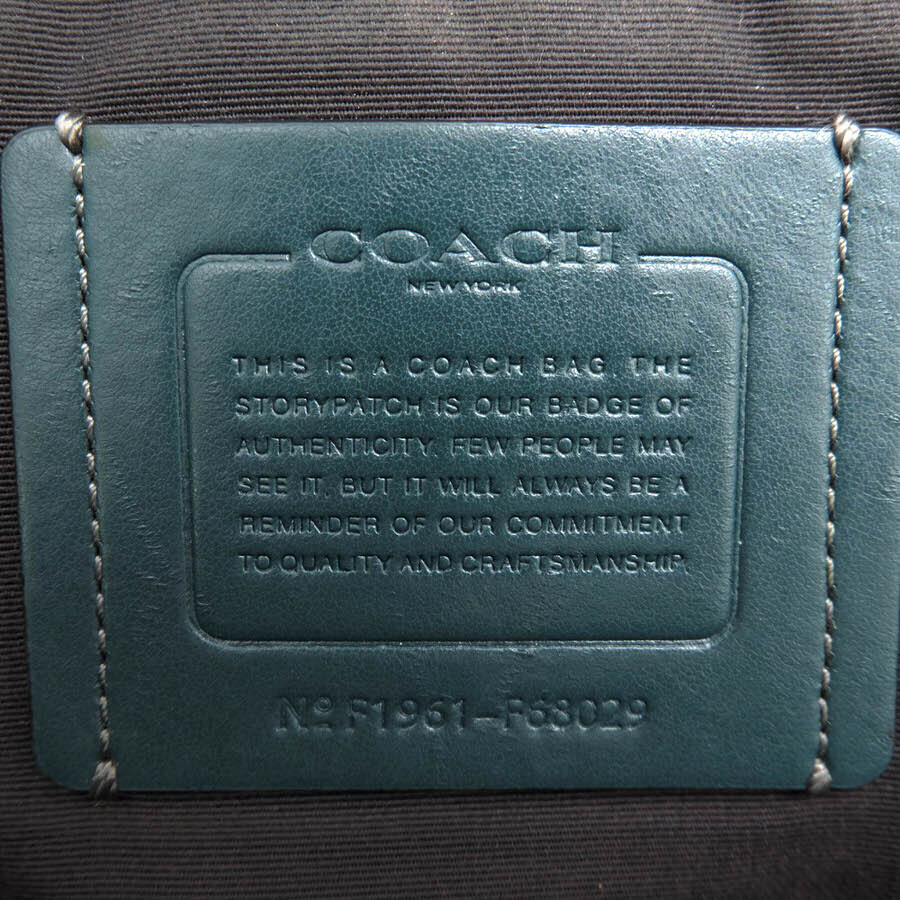 COACH
NEW YORK
THIS IS A COACH BAG. THE
STORYPATCH IS OUR BADGE OF
AUTHENTICITY. FEW PEOPLE MAY
SEE IT, BUT IT WILL ALWAYS BE A
REMINDER OF OUR COMMITMENT
TO QUALITY AND CRAFTSMANSHIP.
Nº F1961-F68029